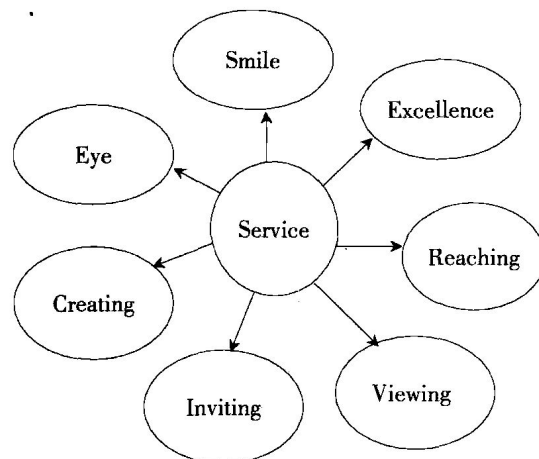 Smile
Excellence
Eye
Service
Reaching
Creating
Viewing
Inviting